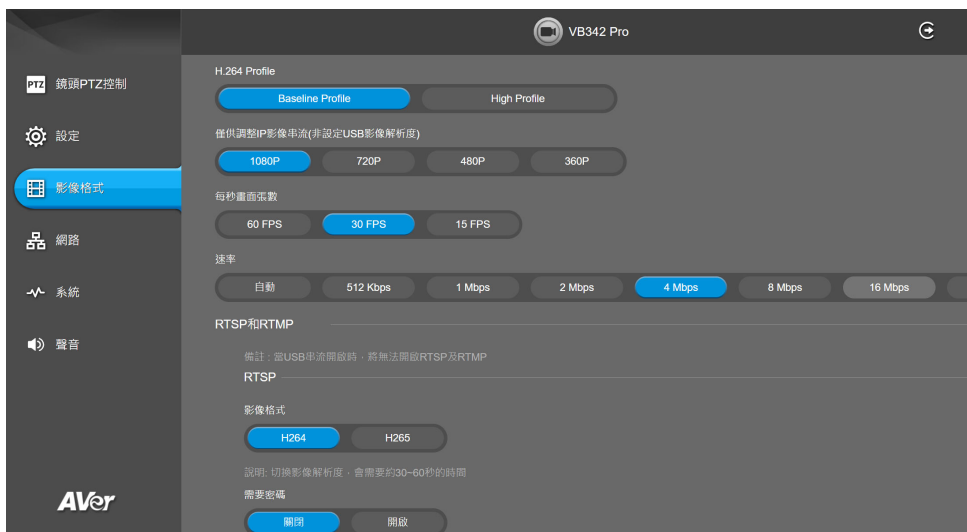 VB342 Pro
PTZ 鏡頭PTZ控制
設定
影像格式
網路
系統
聲音
AVer
H.264 Profile
Baseline Profile High Profile
僅供調整IP影像串流(非設定USB影像解析度)
1080P 720P 480P 360P
每秒畫面張數
60 FPS 30 FPS 15 FPS
速率
自動 512 Kbps 1 Mbps 2 Mbps 4 Mbps 8 Mbps 16 Mbps
RTSP和RTMP
備註：當USB串流開啟時，將無法開啟RTSP及RTMP
RTSP
影像格式
H264 H265
說明: 切換影像解析度，會需要約30~60秒的時間
需要密碼
關閉 開啟